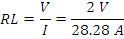 RL = V/I = 2 V/28.28 A